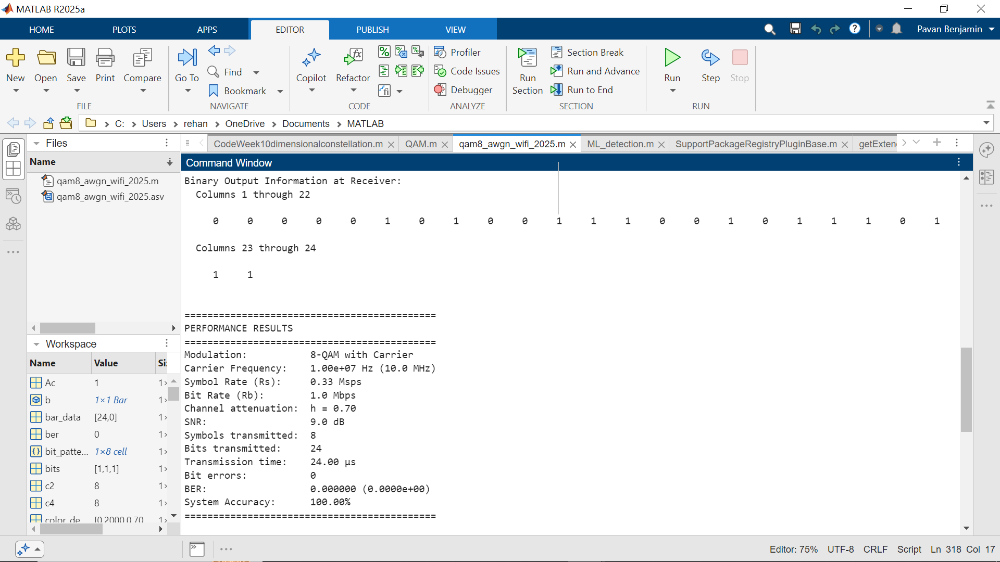 MATLAB R2025a
HOME PLOTS APPS EDITOR PUBLISH VIEW Pavan Benjamin
New Open Save Print Compare
FILE
Go To Find Bookmark
NAVIGATE
Copilot Refactor
CODE
Profiler
Code Issues
Debugger
ANALYZE
Run Section
Section Break
Run and Advance
Run to End
SECTION
Run Step Stop
RUN
C: Users rehan OneDrive Documents MATLAB
Files
Name
qam8_awgn_wifi_2025.m
qam8_awgn_wifi_2025.asv
Workspace
Name Value Si
Ac 1 1×
b 1×1 Bar 1×
bar_data [24,0] 1×
ber 0 1×
bit_patte... 1×8 cell 1×
bits [1,1,1] 1×
c2 8 1×
c4 8 1×
color_de [0.2000,0.70 1×
CodeWeek10dimensionalconstellation.m QAM.m qam8_awgn_wifi_2025.m ML_detection.m SupportPackageRegistryPluginBase.m getExten
Command Window
Binary Output Information at Receiver:
Columns 1 through 22
0 0 0 0 0 1 0 1 0 0 1 1 1 0 0 1 0 1 1 1 0 1
Columns 23 through 24
1 1
============================================
PERFORMANCE RESULTS
============================================
Modulation: 8-QAM with Carrier
Carrier Frequency: 1.00e+07 Hz (10.0 MHz)
Symbol Rate (Rs): 0.33 Msps
Bit Rate (Rb): 1.0 Mbps
Channel attenuation: h = 0.70
SNR: 9.0 dB
Symbols transmitted: 8
Bits transmitted: 24
Transmission time: 24.00 μs
Bit errors: 0
BER: 0.000000 (0.0000e+00)
System Accuracy: 100.00%
============================================
Editor: 75% UTF-8 CRLF Script Ln 318 Col 17